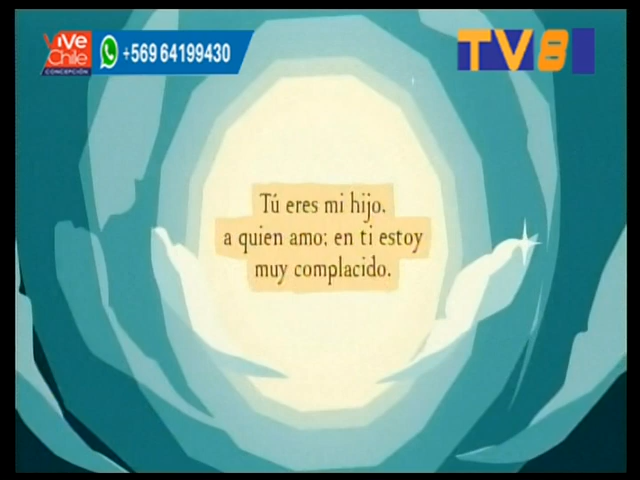 ViVe
Chile
CONCEPCIÓN
+569 64199430
TV8
Tú eres mi hijo,
a quien amo; en ti estoy
muy complacido.